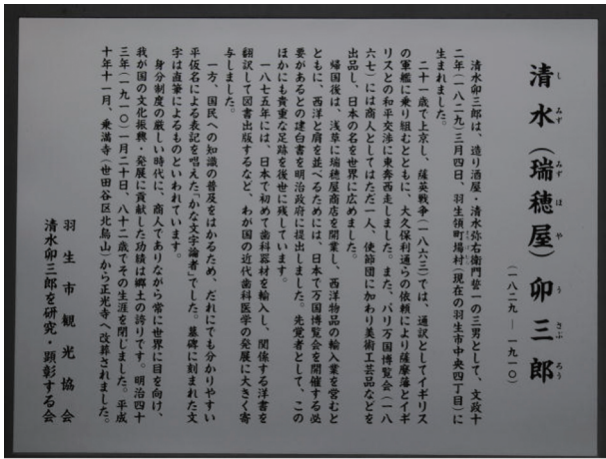 清水（瑞穂屋）卯三郎
しみずみずほやうさぶろう
（一八二九―一九一〇）
清水卯三郎は、造り酒屋・清水弥右衛門誓一の三男として、文政十
二年（一八二九）三月四日、羽生領町場村（現在の羽生市中央四丁目）に
生まれました。
二十一歳で上京し、薩英戦争（一八六三）では、通訳としてイギリス
の軍艦に乗り組むとともに、大久保利通らの依頼により薩摩藩とイギ
リスとの和平交渉に東奔西走しました。また、パリ万国博覧会（一八
六七）には商人としてはただ一人、使節団に加わり美術工芸品などを
出品し、日本の名を世界に広めました。
帰国後は、浅草に瑞穂屋商店を開業し、西洋物品の輸入業を営むと
ともに、西洋と肩を並べるためには、日本で万国博覧会を開催する必
要があるとの建白書を明治政府に提出しました。先覚者として、この
ほかにも貴重な足跡を後世に残しています。
一八七五年には、日本で初めて歯科器材を輸入し、関係する洋書を
翻訳して図書出版するなど、わが国の近代歯科医学の発展に大きく寄
与しました。
一方、国民への知識の普及をはかるため、だれにでも分かりやすい
平仮名による表記を唱えた「かな文字論者」でした。墓碑に刻まれた文
字は直筆によるものといわれています。
身分制度の厳しい時代に、商人でありながら常に世界に目を向け、
我が国の文化振興・発展に貢献した功績は郷土の誇りです。明治四十
三年（一九一〇）一月二十日、八十二歳でその生涯を閉じました。平成
十年十一月、乗満寺（世田谷区北烏山）から正光寺へ改葬されました。
羽生市観光協会
清水卯三郎を研究・顕彰する会